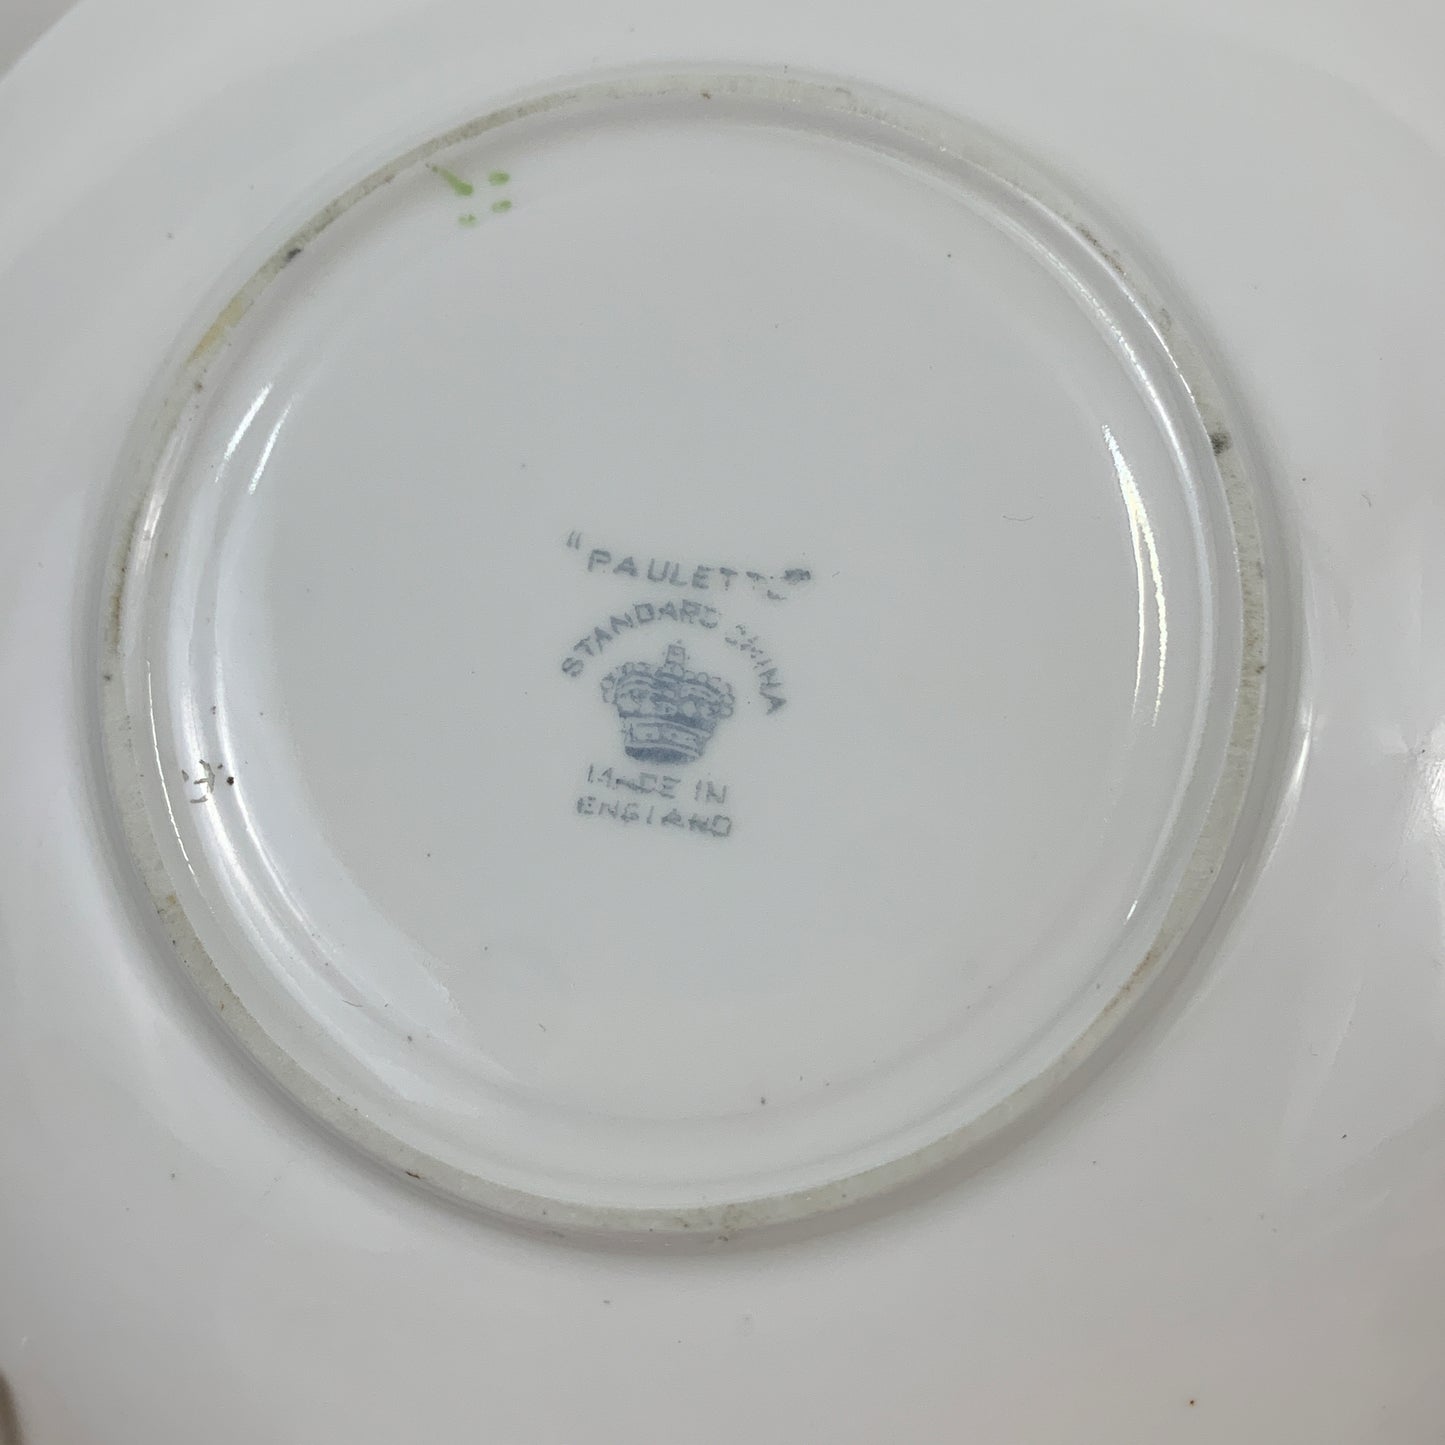 "PAULETTE"
STANDARD CHINA
MADE IN
ENGLAND